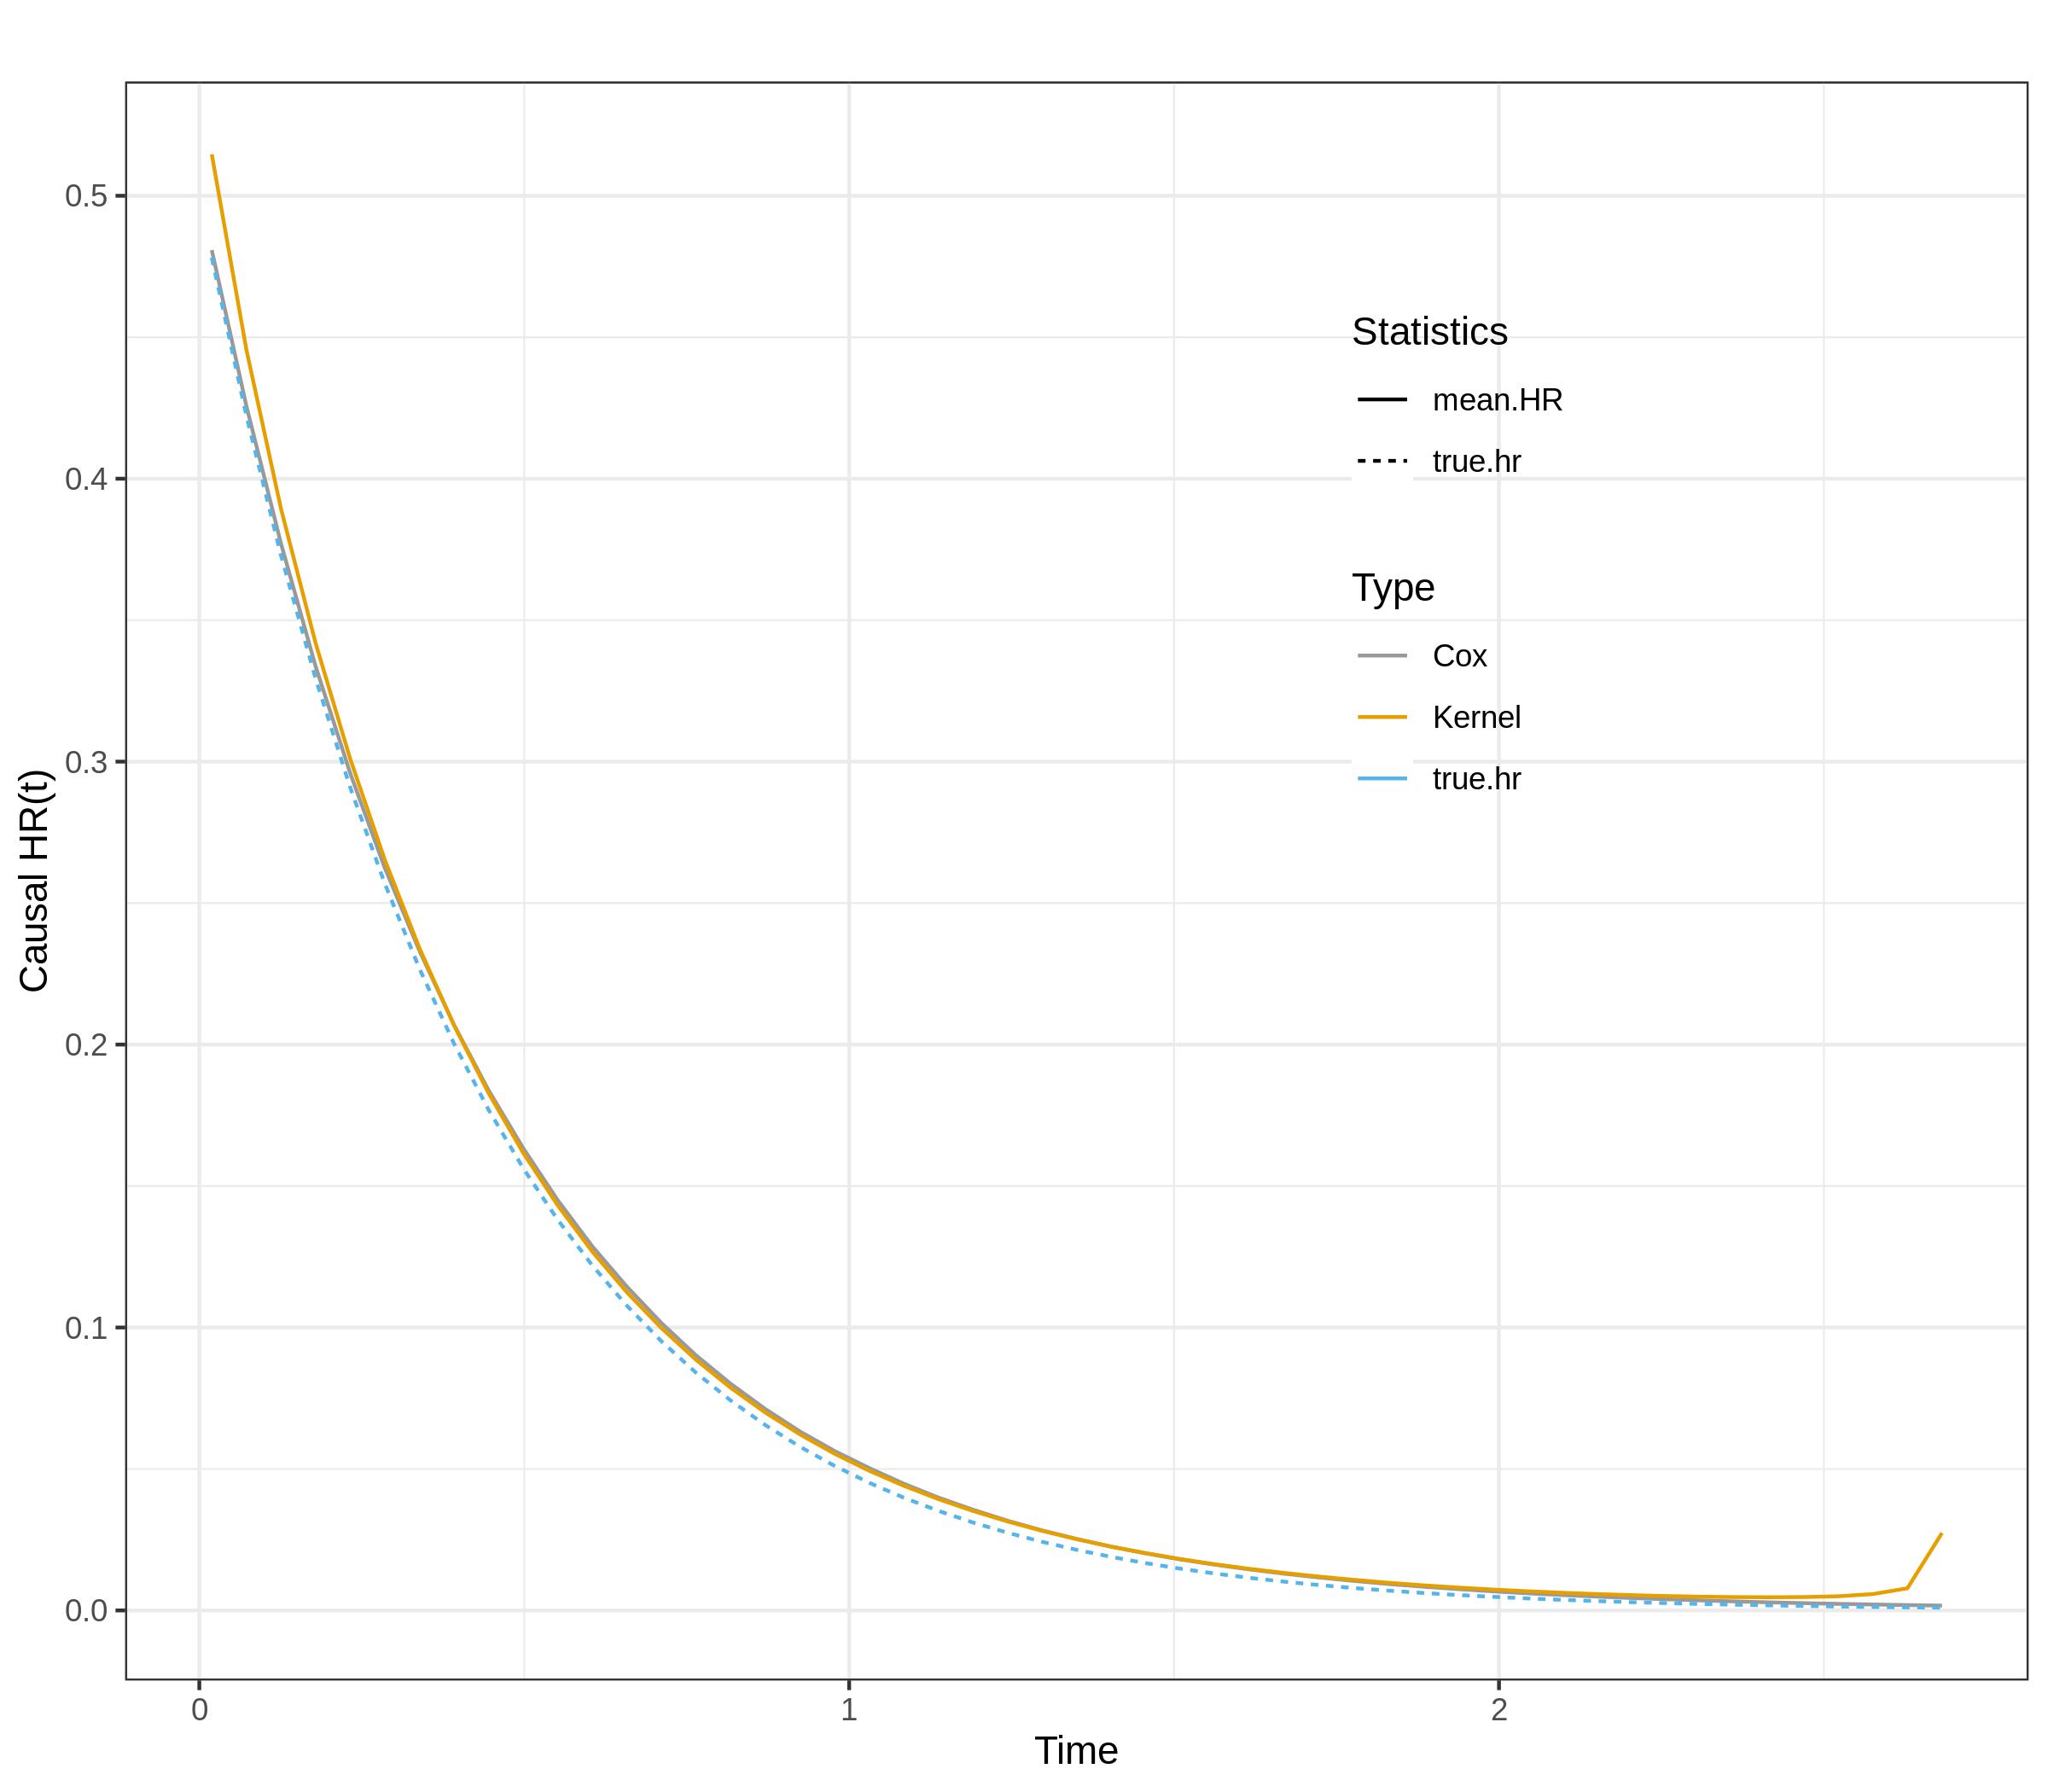 Causal HR(t)
0.5
0.4
0.3
0.2
0.1
0.0
Statistics
mean.HR
true.hr
Type
Cox
Kernel
true.hr
0
1
2
Time